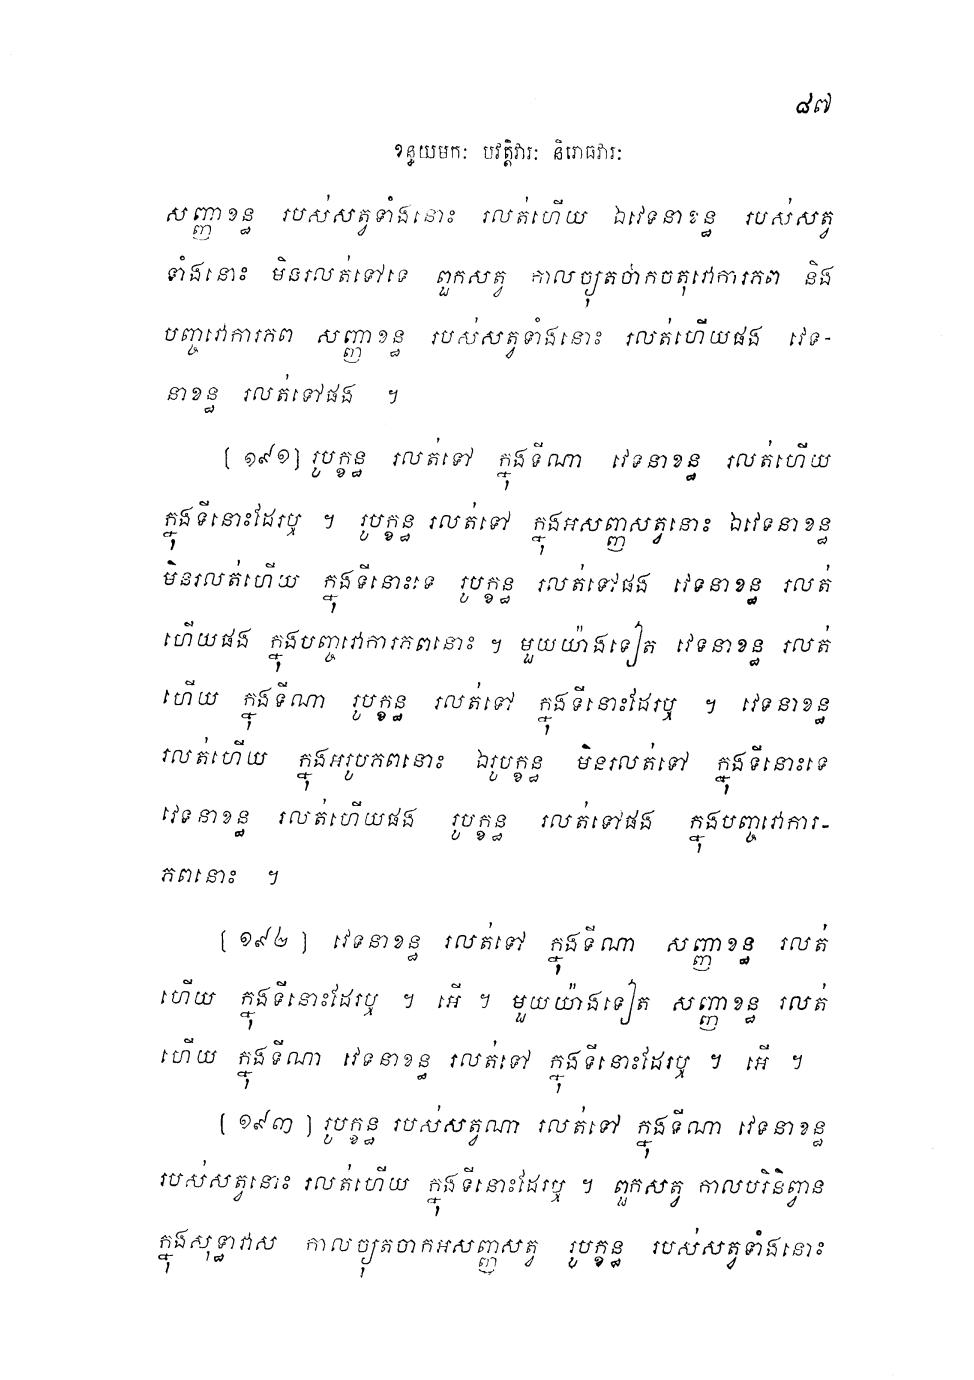 ៨៧
ខន្ធយមកៈ បវត្តិវារៈ និរោធវារៈ
សញ្ញាខន្ធ របស់សត្វទាំងនោះ រលត់ហើយ ឯវេទនាខន្ធ របស់សត្វ
ទាំងនោះ មិនរលត់ទៅទេ ពួកសត្វ កាលច្យុតចាកចតុវោការភព និង
បញ្ចវោការភព សញ្ញាខន្ធ របស់សត្វទាំងនោះ រលត់ហើយផង វេទ-
នាខន្ធ រលត់ទៅផង ។
[ ១៩១] រូបក្ខន្ធ រលត់ទៅ ក្នុងទីណា វេទនាខន្ធ រលត់ហើយ
ក្នុងទីនោះដែរឬ ។ រូបក្ខន្ធ រលត់ទៅ ក្នុងអសញ្ញសត្វនោះ ឯវេទនាខន្ធ
មិនរលត់ហើយ ក្នុងទីនោះទេ រូបក្ខន្ធ រលត់ទៅផង វេទនាខន្ធ រលត់
ហើយផង ក្នុងបញ្ចវោការភពនោះ ។ មួយយ៉ាងទៀត វេទនាខន្ធ រលត់
ហើយ ក្នុងទីណា រូបក្ខន្ធ រលត់ទៅ ក្នុងទីនោះដែរឬ ។ វេទនាខន្ធ
រលត់ហើយ ក្នុងអរូបភពនោះ ឯរូបក្ខន្ធ មិនរលត់ទៅ ក្នុងទីនោះទេ
វេទនាខន្ធ រលត់ហើយផង រូបក្ខន្ធ រលត់ទៅផង ក្នុងបញ្ចវោការ-
ភពនោះ ។
[ ១៩២ ] វេទនាខន្ធ រលត់ទៅ ក្នុងទីណា សញ្ញាខន្ធ រលត់
ហើយ ក្នុងទីនោះដែរឬ ។ អើ ។ មួយយ៉ាងទៀត សញ្ញាខន្ធ រលត់
ហើយ ក្នុងទីណា វេទនាខន្ធ រលត់ទៅ ក្នុងទីនោះដែរឬ ។ អើ ។
[ ១៩៣ ] រូបក្ខន្ធ របស់សត្វណា រលត់ទៅ ក្នុងទីណា វេទនាខន្ធ
របស់សត្វនោះ រលត់ហើយ ក្នុងទីនោះដែរឬ ។ ពួកសត្វ កាលបរិនិព្វាន
ក្នុងសុទ្ធាវាស កាលច្យុតចាកអសញ្ញសត្វ រូបក្ខន្ធ របស់សត្វទាំងនោះ